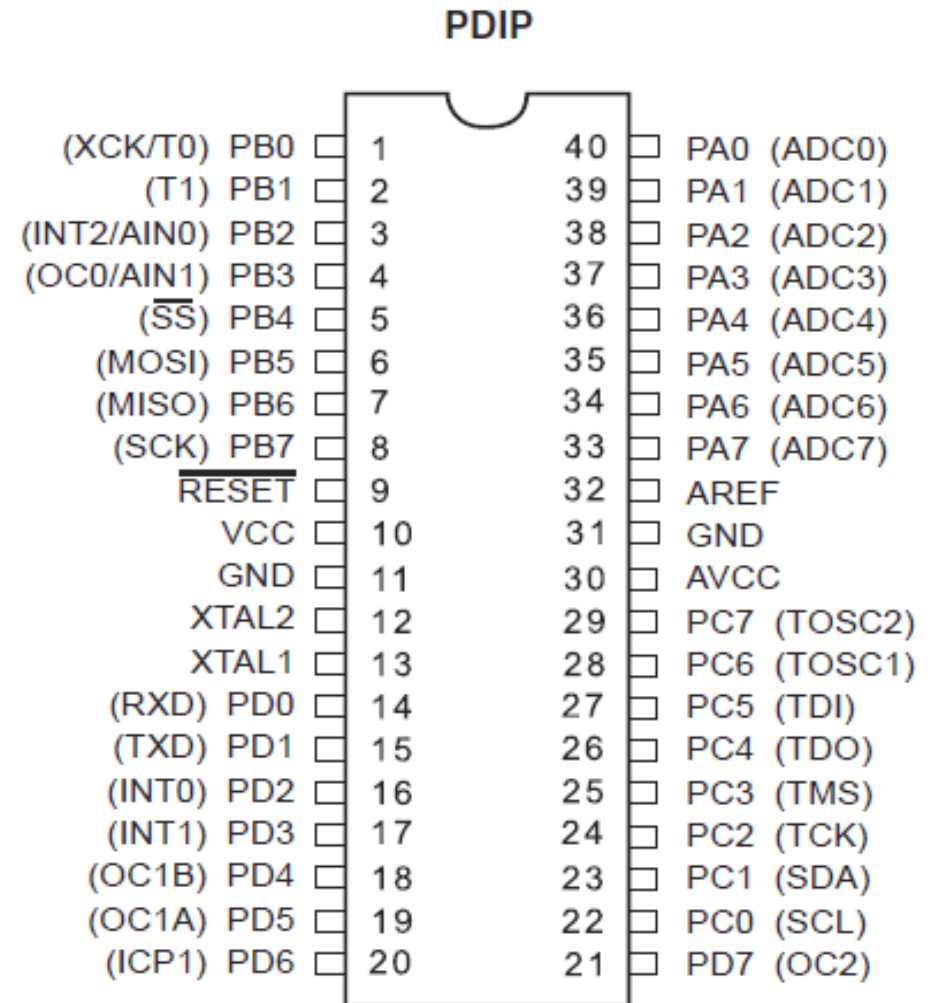 PDIP
(XCK/T0) PB0 1 40 PA0 (ADC0)
(T1) PB1 2 39 PA1 (ADC1)
(INT2/AIN0) PB2 3 38 PA2 (ADC2)
(OC0/AIN1) PB3 4 37 PA3 (ADC3)
(S̅S̅) PB4 5 36 PA4 (ADC4)
(MOSI) PB5 6 35 PA5 (ADC5)
(MISO) PB6 7 34 PA6 (ADC6)
(SCK) PB7 8 33 PA7 (ADC7)
R̅E̅S̅E̅T̅ 9 32 AREF
VCC 10 31 GND
GND 11 30 AVCC
XTAL2 12 29 PC7 (TOSC2)
XTAL1 13 28 PC6 (TOSC1)
(RXD) PD0 14 27 PC5 (TDI)
(TXD) PD1 15 26 PC4 (TDO)
(INT0) PD2 16 25 PC3 (TMS)
(INT1) PD3 17 24 PC2 (TCK)
(OC1B) PD4 18 23 PC1 (SDA)
(OC1A) PD5 19 22 PC0 (SCL)
(ICP1) PD6 20 21 PD7 (OC2)